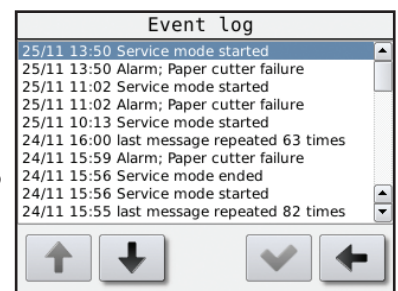 Event log
25/11 13:50 Service mode started
25/11 13:50 Alarm; Paper cutter failure
25/11 11:02 Service mode started
25/11 11:02 Alarm; Paper cutter failure
25/11 10:13 Service mode started
24/11 16:00 last message repeated 63 times
24/11 15:59 Alarm; Paper cutter failure
24/11 15:56 Service mode ended
24/11 15:56 Service mode started
24/11 15:55 last message repeated 82 times